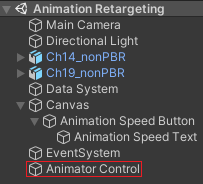 Animation Retargeting
Main Camera
Directional Light
Ch14_nonPBR
Ch19_nonPBR
Data System
Canvas
Animation Speed Button
Animation Speed Text
EventSystem
Animator Control